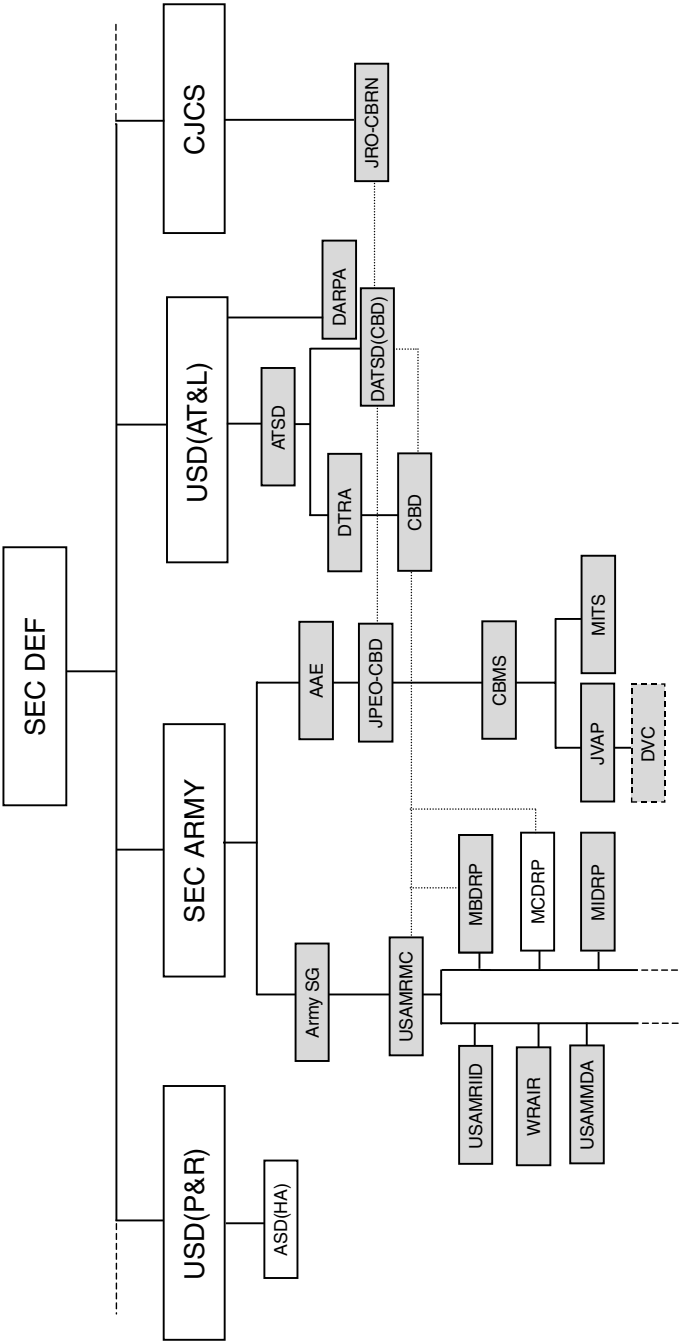 SEC DEF
USD(P&R)
SEC ARMY
USD(AT&L)
CJCS
ASD(HA)
Army SG
AAE
ATSD
DARPA
USAMRMC
JPEO-CBD
DTRA
DATSD(CBD)
JRO-CBRN
CBD
USAMRIID
MBDRP
CBMS
WRAIR
MCDRP
USAMMDA
MIDRP
JVAP
MITS
DVC